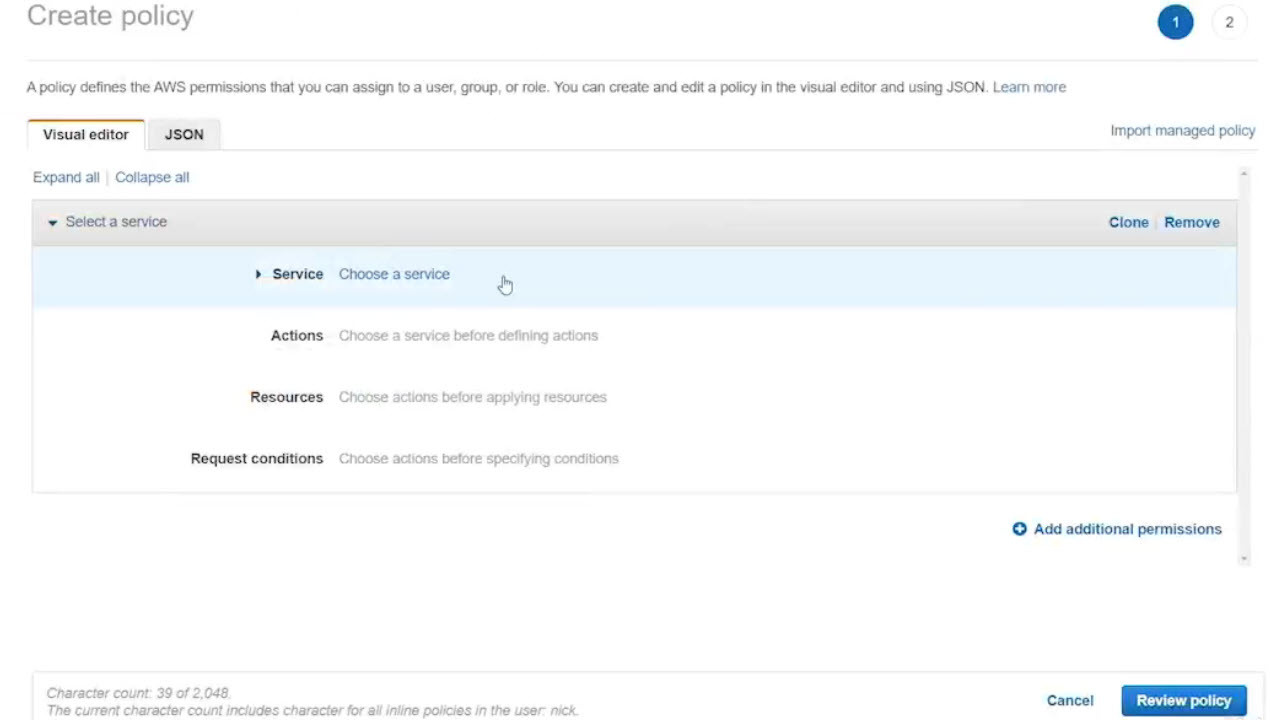 Create policy
1 2
A policy defines the AWS permissions that you can assign to a user, group, or role. You can create and edit a policy in the visual editor and using JSON. Learn more
Visual editor JSON
Import managed policy
Expand all | Collapse all
Select a service
Clone | Remove
Service Choose a service
Actions Choose a service before defining actions
Resources Choose actions before applying resources
Request conditions Choose actions before specifying conditions
Add additional permissions
Character count: 39 of 2,048.
The current character count includes character for all inline policies in the user: nick.
Cancel Review policy